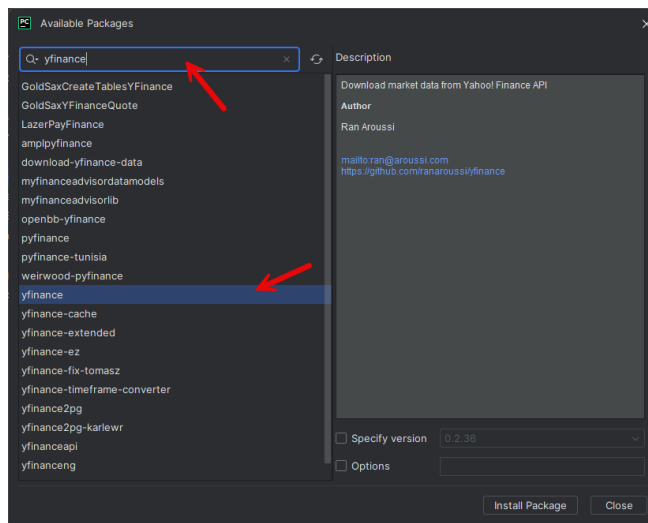 PC Available Packages
yfinance
GoldSaxCreateTablesYFinance
GoldSaxYFinanceQuote
LazerPayFinance
amplpyfinance
download-yfinance-data
myfinanceadvisordatamodels
myfinanceadvisorlib
openbb-yfinance
pyfinance
pyfinance-tunisia
weirwood-pyfinance
yfinance
yfinance-cache
yfinance-extended
yfinance-ez
yfinance-fix-tomasz
yfinance-timeframe-converter
yfinance2pg
yfinance2pg-karlewr
yfinanceapi
yfinanceng
Description
Download market data from Yahoo! Finance API
Author
Ran Aroussi
mailto:ran@aroussi.com
https://github.com/ranaroussi/yfinance
Specify version 0.2.36
Options
Install Package Close